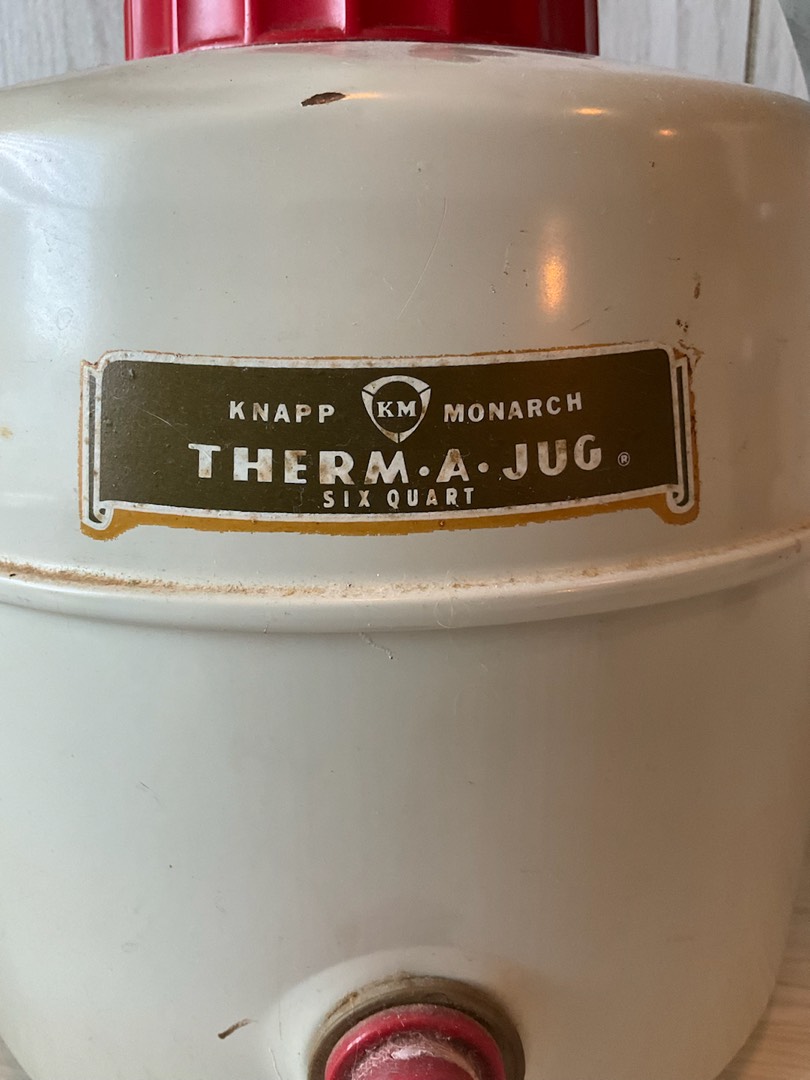 KNAPP KM MONARCH
THERM•A•JUG ®
SIX QUART